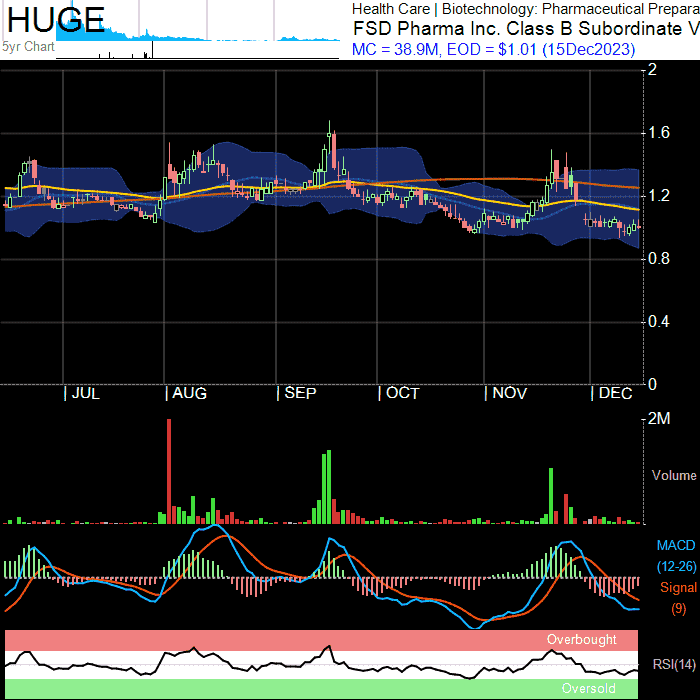 HUGE
5yr Chart
Health Care | Biotechnology: Pharmaceutical Prepara
FSD Pharma Inc. Class B Subordinate V
MC = 38.9M, EOD = $1.01 (15Dec2023)
2
1.6
1.2
0.8
0.4
0
JUL AUG SEP OCT NOV DEC
2M
Volume
MACD
(12-26)
Signal
(9)
Overbought
RSI(14)
Oversold